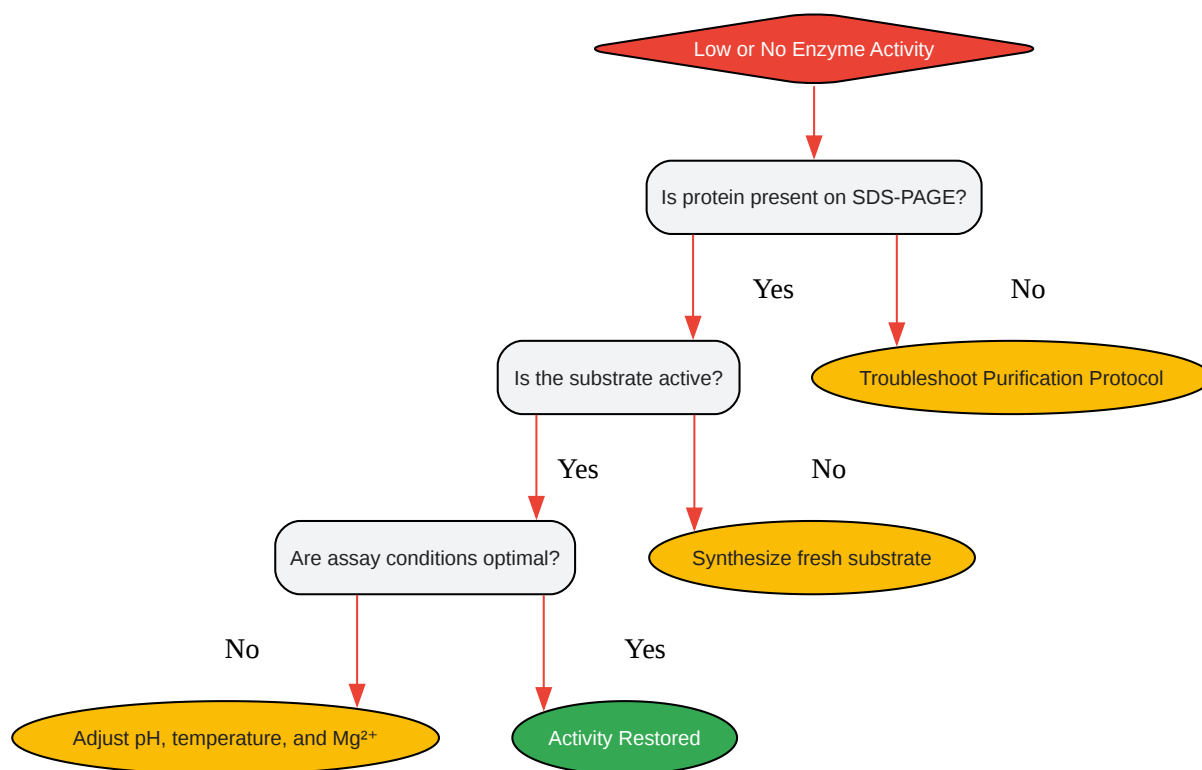 Low or No Enzyme Activity
Is protein present on SDS-PAGE?
Yes
No
Is the substrate active?
Troubleshoot Purification Protocol
Yes
No
Are assay conditions optimal?
Synthesize fresh substrate
No
Yes
Adjust pH, temperature, and Mg²⁺
Activity Restored